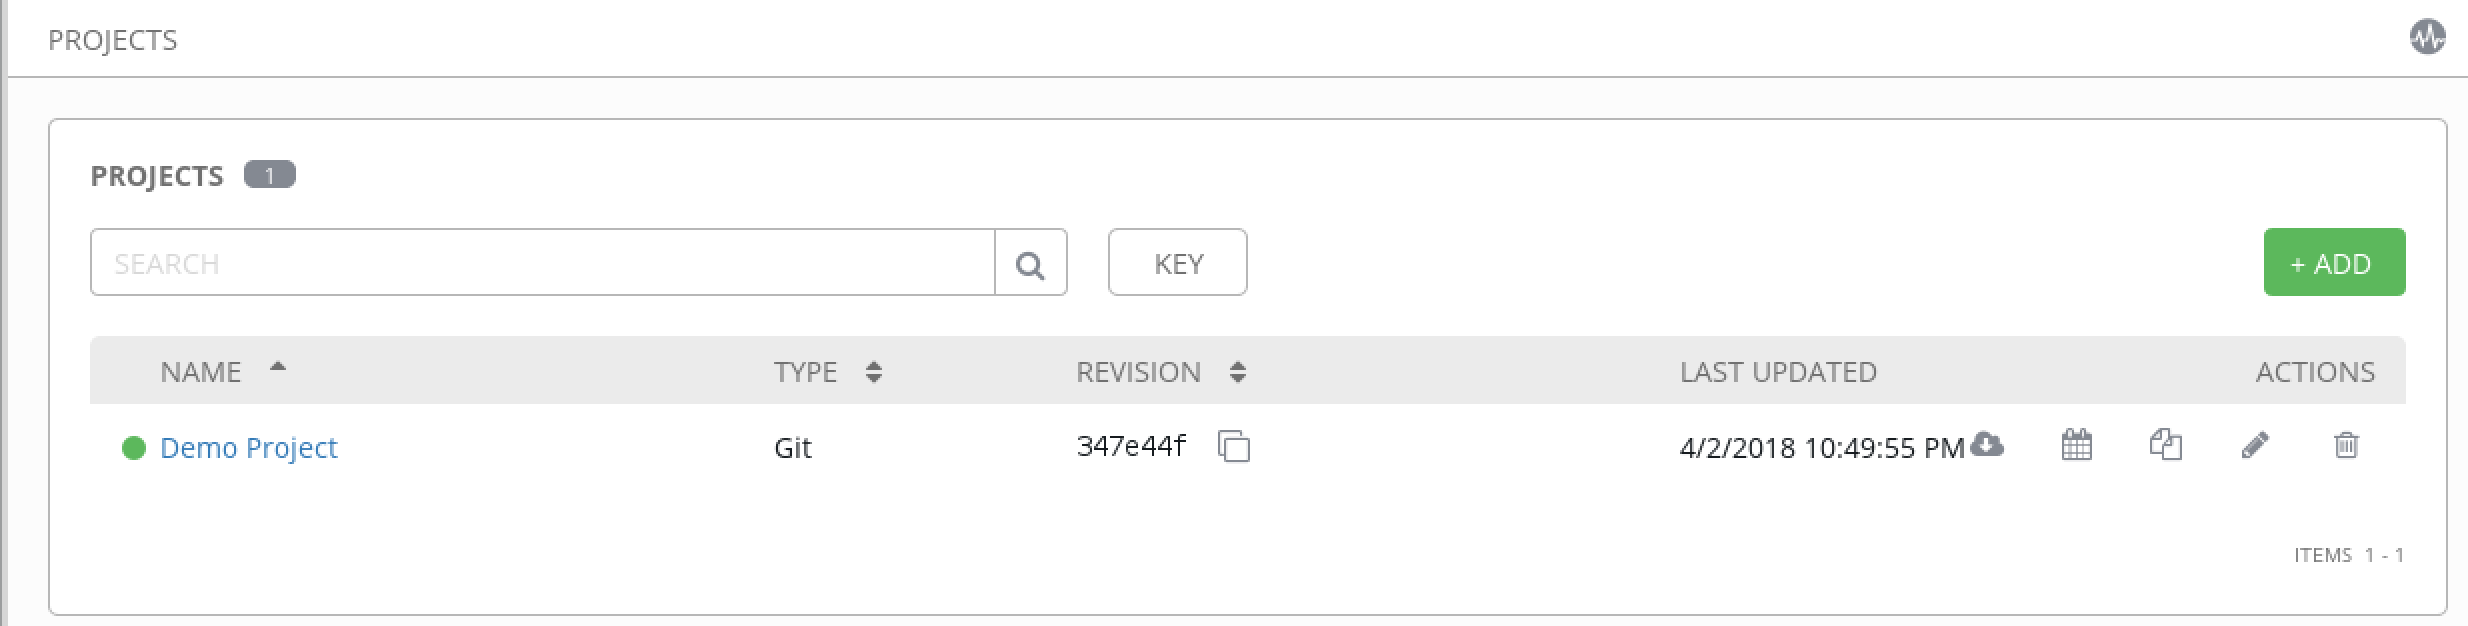 PROJECTS
PROJECTS 1
SEARCH KEY + ADD
NAME TYPE REVISION LAST UPDATED ACTIONS
Demo Project Git 347e44f 4/2/2018 10:49:55 PM
ITEMS 1 - 1